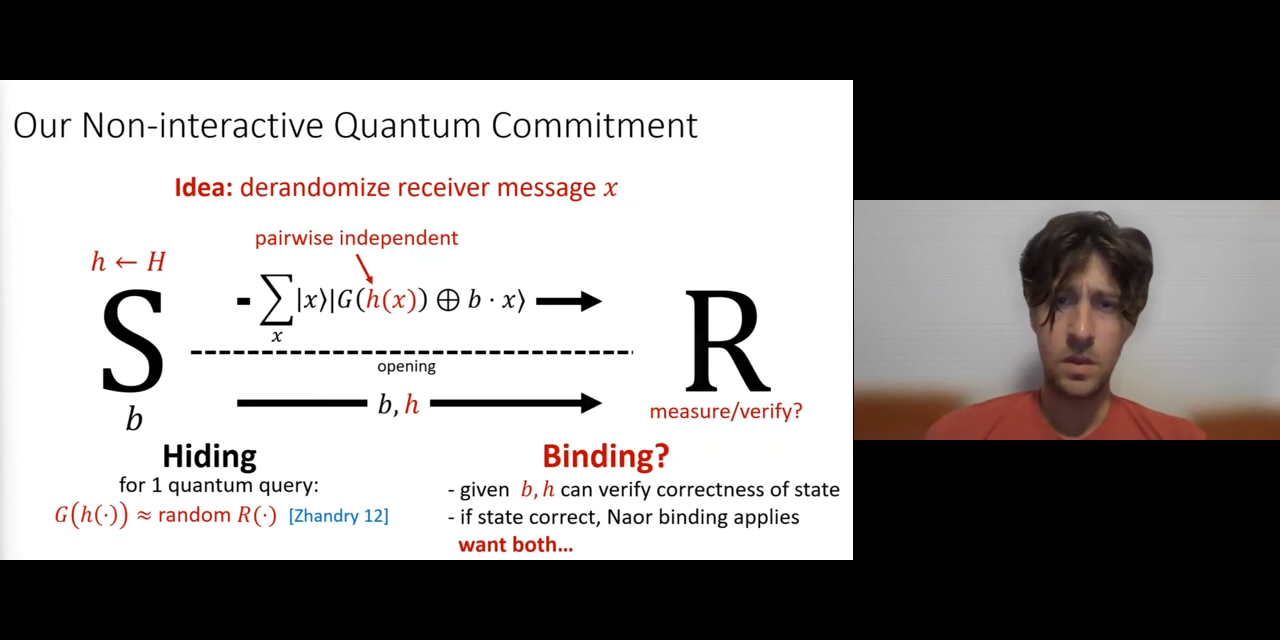 Our Non-interactive Quantum Commitment
Idea: derandomize receiver message x
pairwise independent
h ← H
∑_x |x⟩|G(h(x)) ⊕ b · x⟩
S
R
opening
b
b, h
measure/verify?
Hiding
for 1 quantum query:
G(h(·)) ≈ random R(·) [Zhandry 12]
Binding?
- given b, h can verify correctness of state
- if state correct, Naor binding applies
want both…